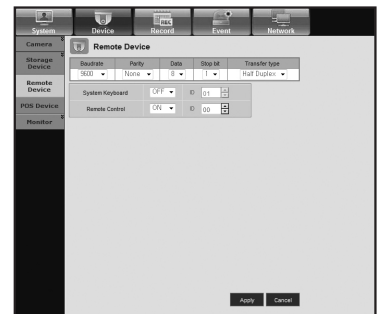 System Device Record Event Network
Camera
Storage Device
Remote Device
POS Device
Monitor
Remote Device
Baudrate Parity Data Stop bit Transfer type
9600 None 8 1 Half Duplex
System Keyboard OFF ID 01
Remote Control ON ID 00
Apply Cancel